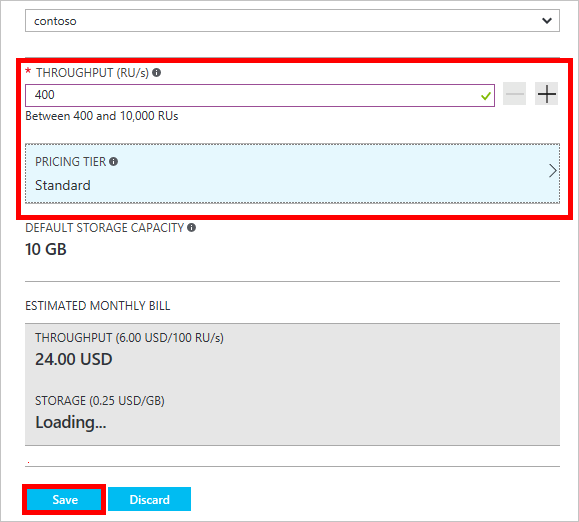 contoso
* THROUGHPUT (RU/s)
400
Between 400 and 10,000 RUs
PRICING TIER
Standard
DEFAULT STORAGE CAPACITY
10 GB
ESTIMATED MONTHLY BILL
THROUGHPUT (6.00 USD/100 RU/s)
24.00 USD
STORAGE (0.25 USD/GB)
Loading...
.
Save Discard